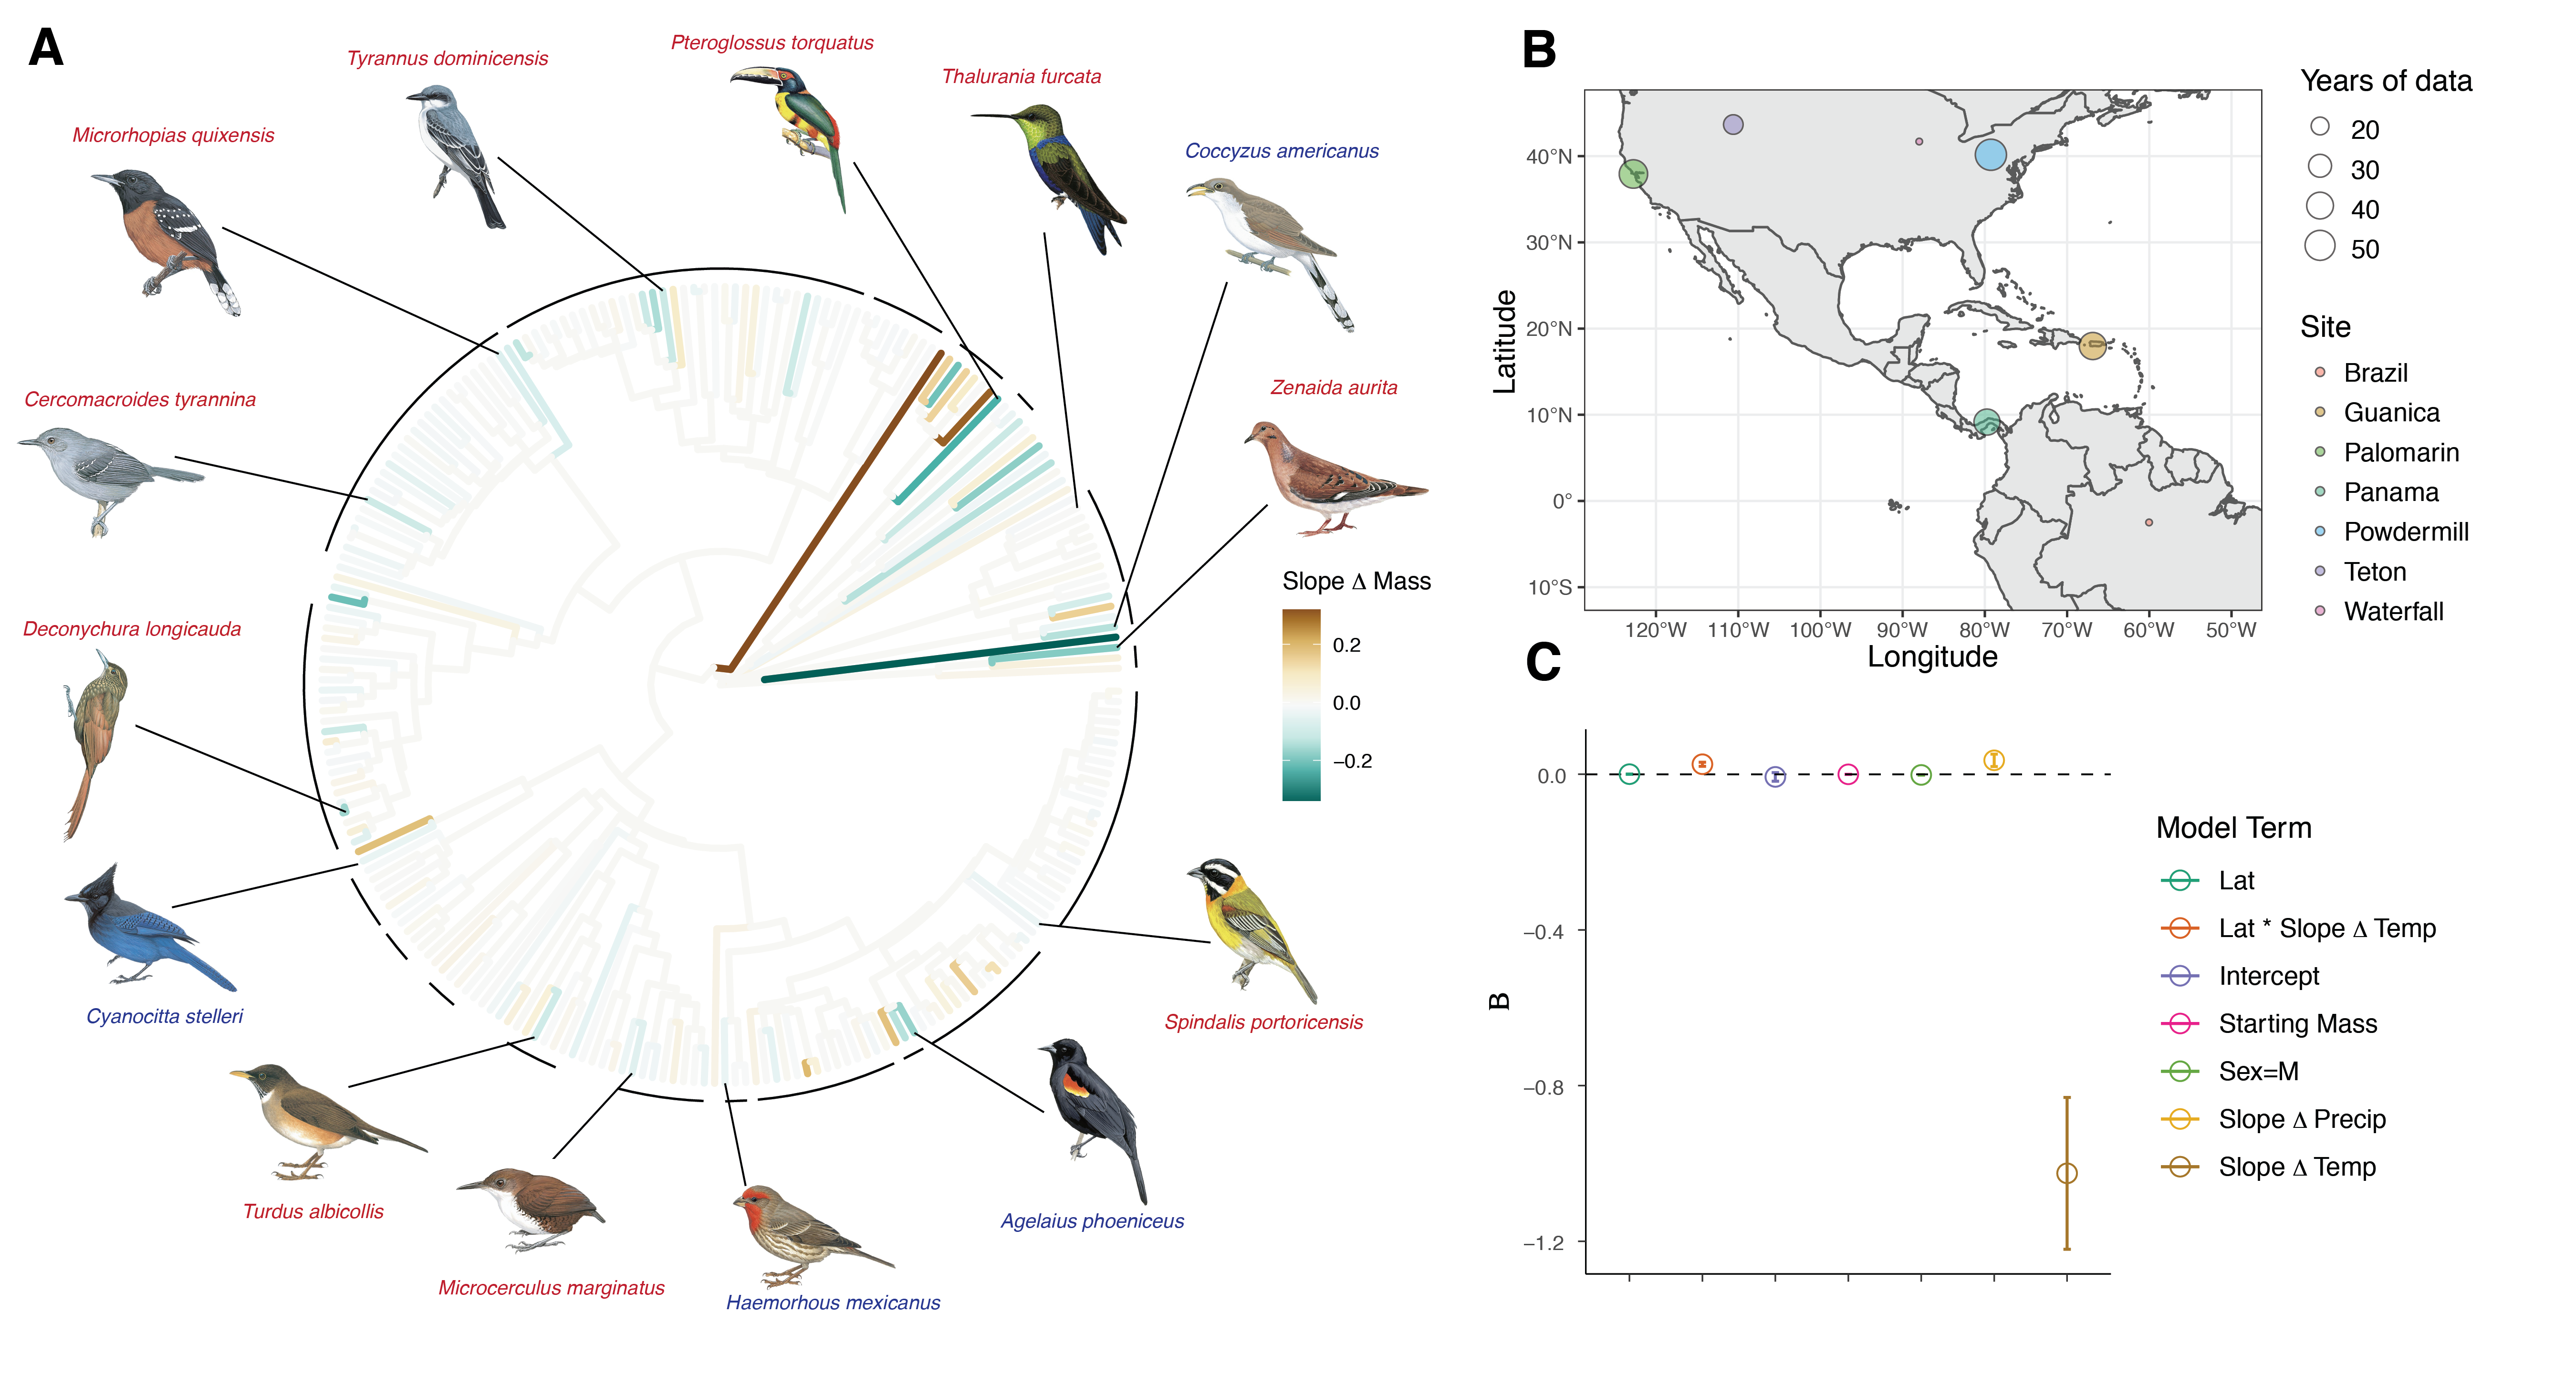 A
Tyrannus dominicensis
Pteroglossus torquatus
Thalurania furcata
Microrhopias quixensis
Coccyzus americanus
Cercomacroides tyrannina
Zenaida aurita
Deconychura longicauda
Slope Δ Mass
0.2
0.0
−0.2
Cyanocitta stelleri
Spindalis portoricensis
Turdus albicollis
Agelaius phoeniceus
Microcerculus marginatus
Haemorhous mexicanus
B
Latitude
40°N
30°N
20°N
10°N
0°
10°S
120°W 110°W 100°W 90°W 80°W 70°W 60°W 50°W
Longitude
Years of data
20
30
40
50
Site
Brazil
Guanica
Palomarin
Panama
Powdermill
Teton
Waterfall
C
B
0.0
−0.4
−0.8
−1.2
Model Term
Lat
Lat * Slope Δ Temp
Intercept
Starting Mass
Sex=M
Slope Δ Precip
Slope Δ Temp